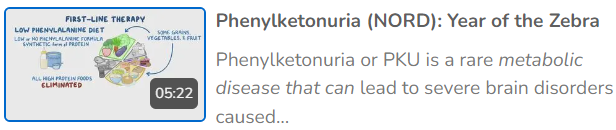 FIRST-LINE THERAPY
LOW PHENYLALANINE DIET
LOW or NO PHENYLALANINE FORMULA
SYNTHETIC form of PROTEIN
SOME GRAINS,
VEGETABLES, & FRUIT
ALL HIGH PROTEIN FOODS
ELIMINATED
05:22
Phenylketonuria (NORD): Year of the Zebra
Phenylketonuria or PKU is a rare metabolic
disease that can lead to severe brain disorders
caused...